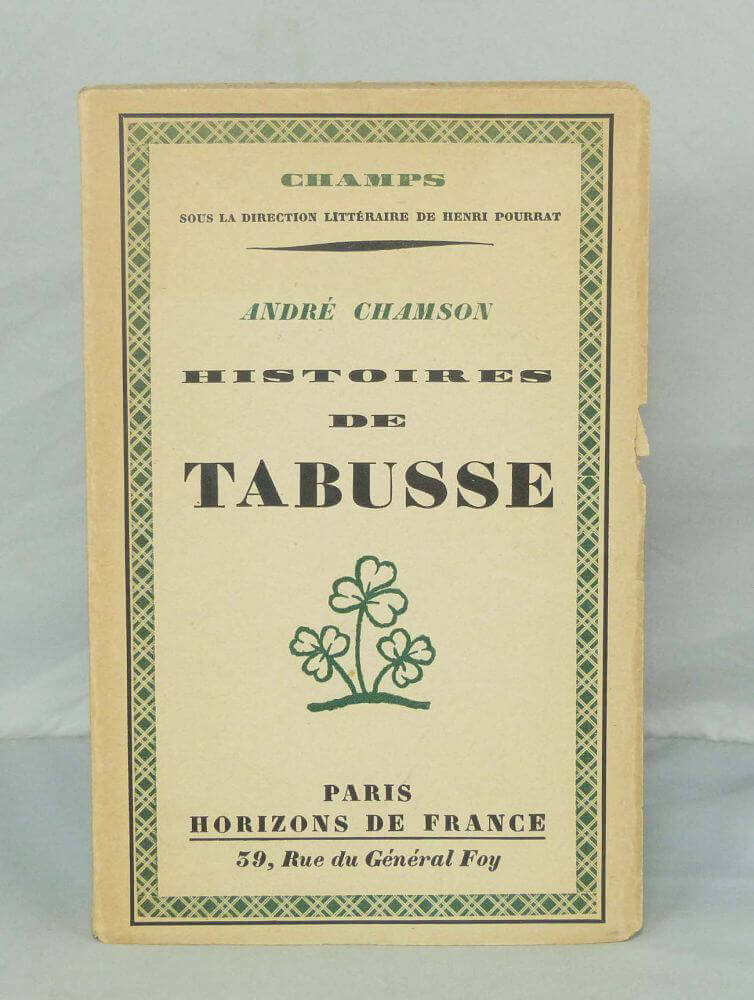 CHAMPS
SOUS LA DIRECTION LITTÉRAIRE DE HENRI POURRAT
ANDRÉ CHAMSON
HISTOIRES
DE
TABUSSE
PARIS
HORIZONS DE FRANCE
39, Rue du Général Foy